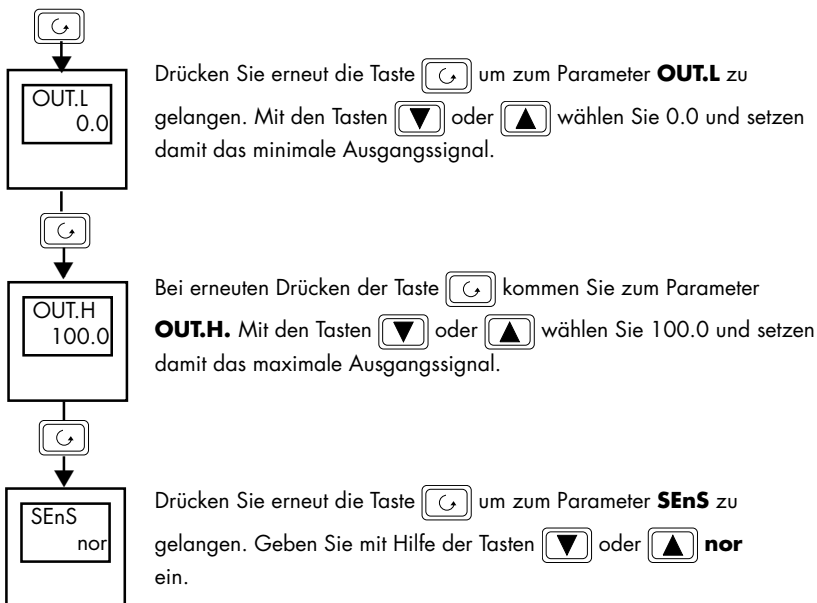 OUT.L
0.0
Drücken Sie erneut die Taste um zum Parameter OUT.L zu
gelangen. Mit den Tasten oder wählen Sie 0.0 und setzen
damit das minimale Ausgangssignal.
OUT.H
100.0
Bei erneuten Drücken der Taste kommen Sie zum Parameter
OUT.H. Mit den Tasten oder wählen Sie 100.0 und setzen
damit das maximale Ausgangssignal.
SEnS
nor
Drücken Sie erneut die Taste um zum Parameter SEnS zu
gelangen. Geben Sie mit Hilfe der Tasten oder nor
ein.